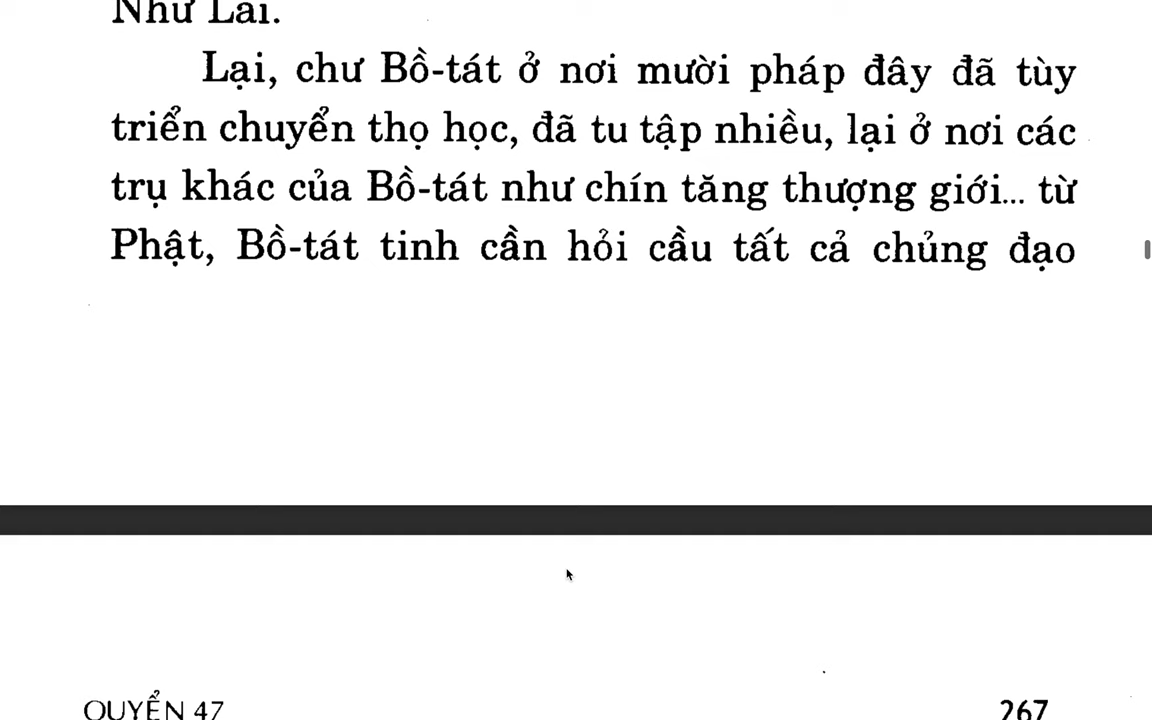 Như Lai.
Lại, chư Bồ-tát ở nơi mười pháp đây đã tùy
triển chuyển thọ học, đã tu tập nhiều, lại ở nơi các
trụ khác của Bồ-tát như chín tăng thượng giới... từ
Phật, Bồ-tát tinh cần hỏi cầu tất cả chủng đạo
QUYỂN 47 267